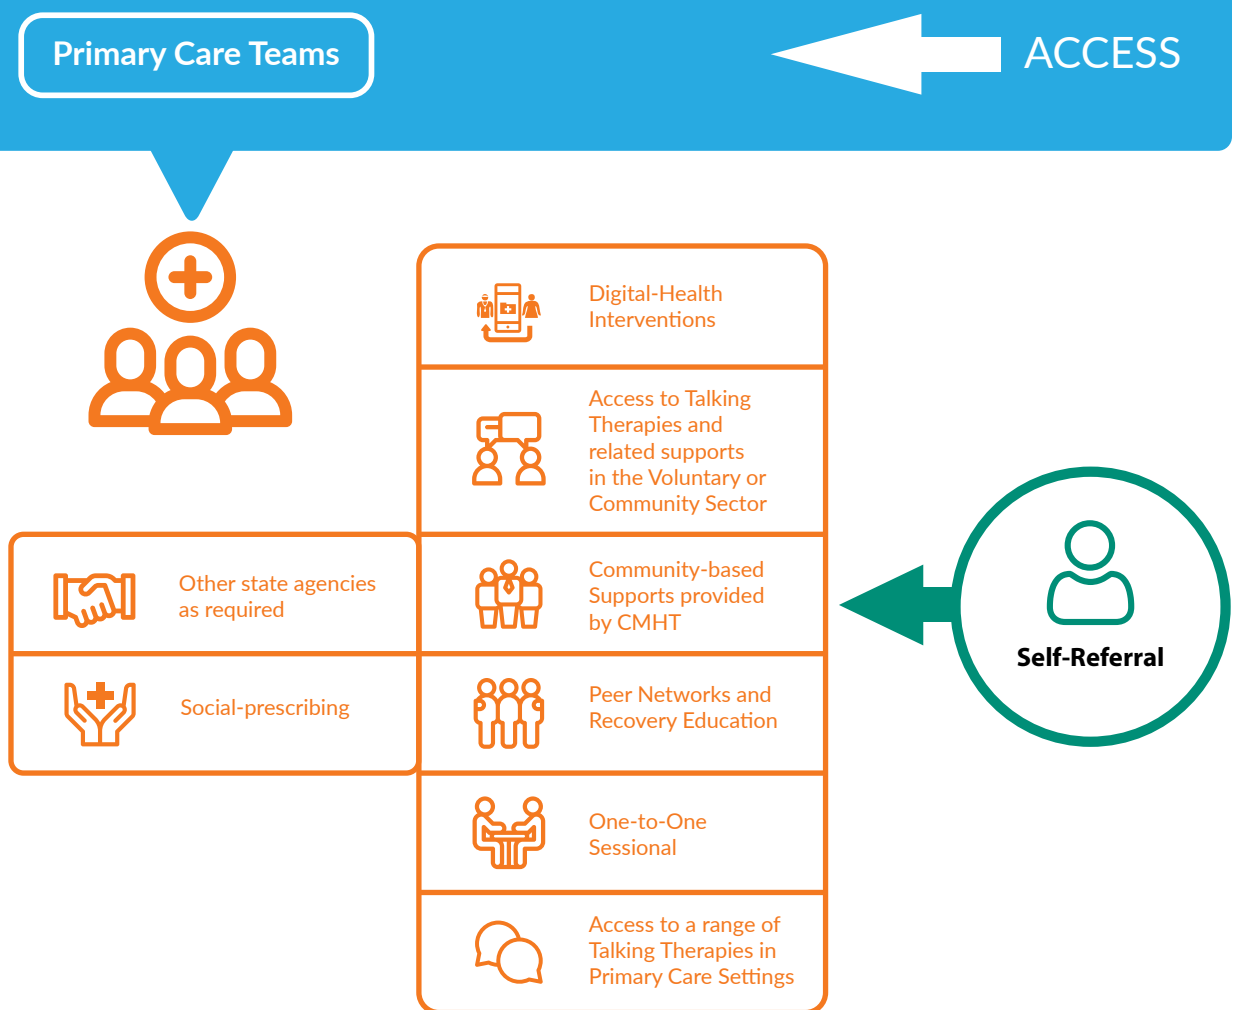 Primary Care Teams
ACCESS
Digital-Health
Interventions
Access to Talking
Therapies and
related supports
in the Voluntary or
Community Sector
Other state agencies
as required
Community-based
Supports provided
by CMHT
Self-Referral
Social-prescribing
Peer Networks and
Recovery Education
One-to-One
Sessional
Access to a range of
Talking Therapies in
Primary Care Settings